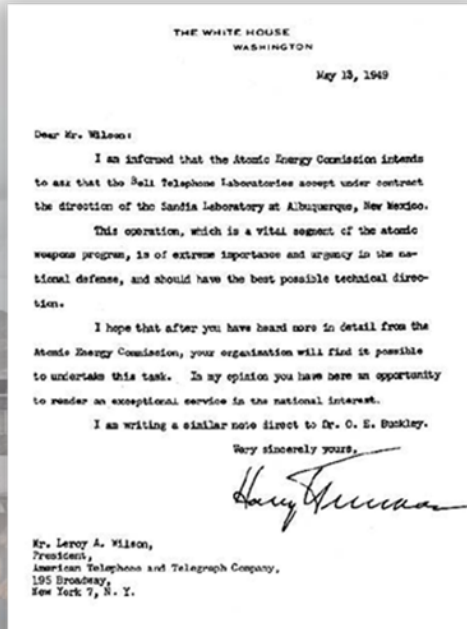 THE WHITE HOUSE
WASHINGTON
May 13, 1949
Dear Mr. Wilson:
I am informed that the Atomic Energy Commission intends
to ask that the Bell Telephone Laboratories accept under contract
the direction of the Sandia Laboratory at Albuquerque, New Mexico.
This operation, which is a vital segment of the atomic
weapons program, is of extreme importance and urgency in the na-
tional defense, and should have the best possible technical direc-
tion.
I hope that after you have heard more in detail from the
Atomic Energy Commission, your organization will find it possible
to undertake this task. In my opinion you have here an opportunity
to render an exceptional service in the national interest.
I am writing a similar note direct to Dr. O. E. Buckley.
Very sincerely yours,
Harry Truman
Mr. Leroy A. Wilson,
President,
American Telephone and Telegraph Company,
195 Broadway,
New York 7, N. Y.